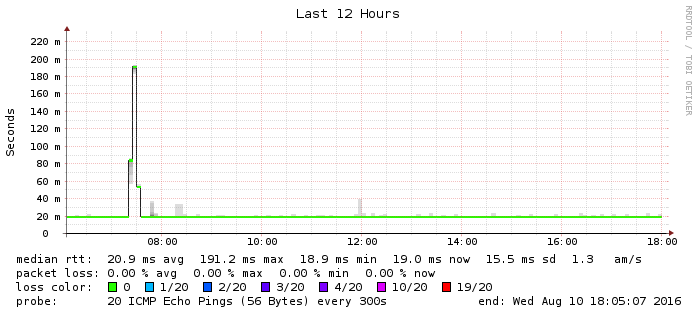 Last 12 Hours
RRDTOOL / TOBI OETIKER
Seconds
220 m
200 m
180 m
160 m
140 m
120 m
100 m
80 m
60 m
40 m
20 m
0
08:00 10:00 12:00 14:00 16:00 18:00
median rtt: 20.9 ms avg 191.2 ms max 18.9 ms min 19.0 ms now 15.5 ms sd 1.3 am/s
packet loss: 0.00 % avg 0.00 % max 0.00 % min 0.00 % now
loss color: 0 1/20 2/20 3/20 4/20 10/20 19/20
probe: 20 ICMP Echo Pings (56 Bytes) every 300s end: Wed Aug 10 18:05:07 2016